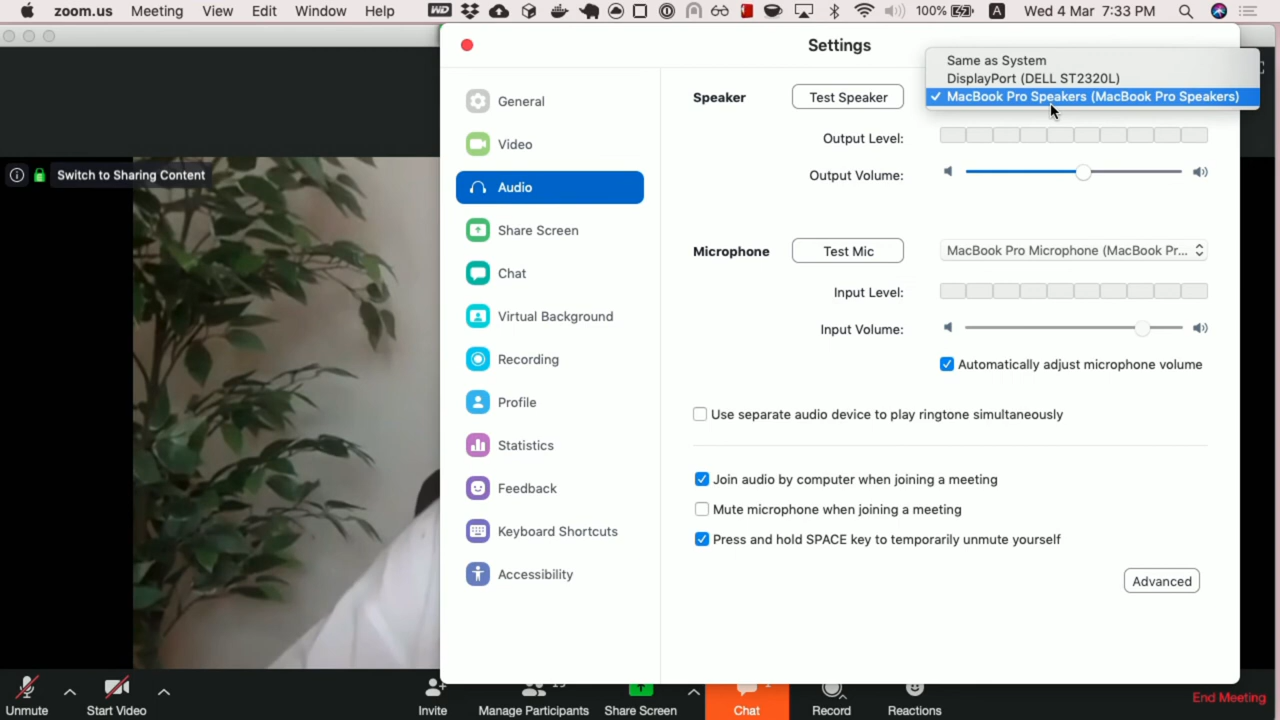 zoom.us Meeting View Edit Window Help WD 100% A Wed 4 Mar 7:33 PM
Settings
Same as System
DisplayPort (DELL ST2320L)
✓ MacBook Pro Speakers (MacBook Pro Speakers)
Speaker
Test Speaker
Output Level:
Output Volume:
Microphone
Test Mic
MacBook Pro Microphone (MacBook Pr...
Input Level:
Input Volume:
Automatically adjust microphone volume
Use separate audio device to play ringtone simultaneously
Join audio by computer when joining a meeting
Mute microphone when joining a meeting
Press and hold SPACE key to temporarily unmute yourself
Advanced
General
Video
Audio
Share Screen
Chat
Virtual Background
Recording
Profile
Statistics
Feedback
Keyboard Shortcuts
Accessibility
Switch to Sharing Content
Unmute
Start Video
Invite
Manage Participants
Share Screen
Chat
Record
Reactions
End Meeting